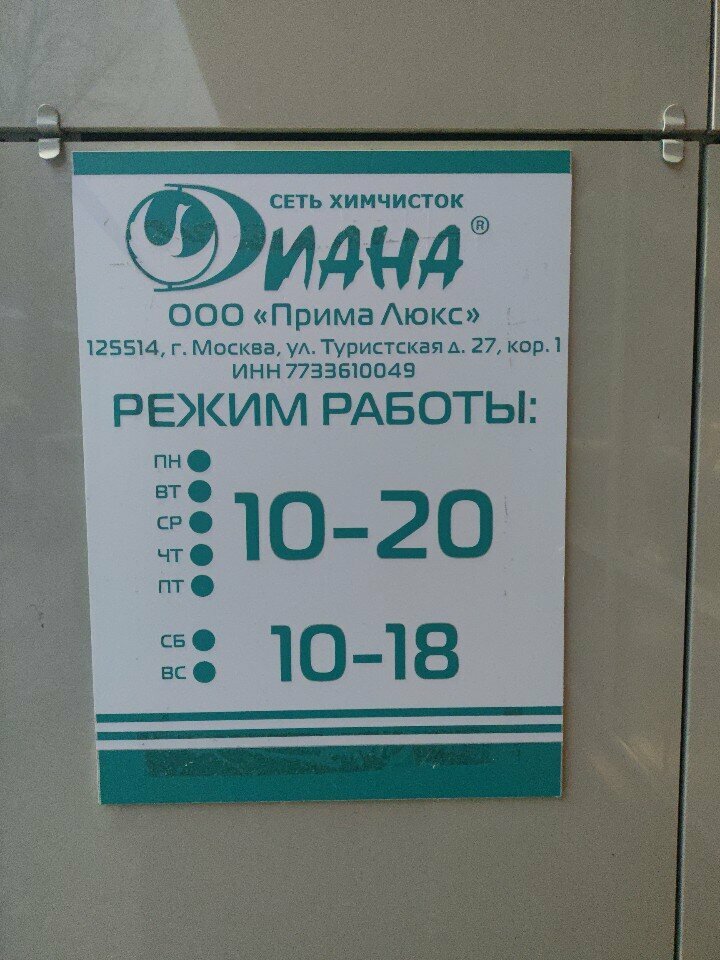 СЕТЬ ХИМЧИСТОК
ДИАНА®
ООО «Прима Люкс»
125514, г. Москва, ул. Туристская д. 27, кор. 1
ИНН 7733610049
РЕЖИМ РАБОТЫ:
ПН
ВТ
СР
ЧТ
ПТ
10-20
СБ
ВС
10-18